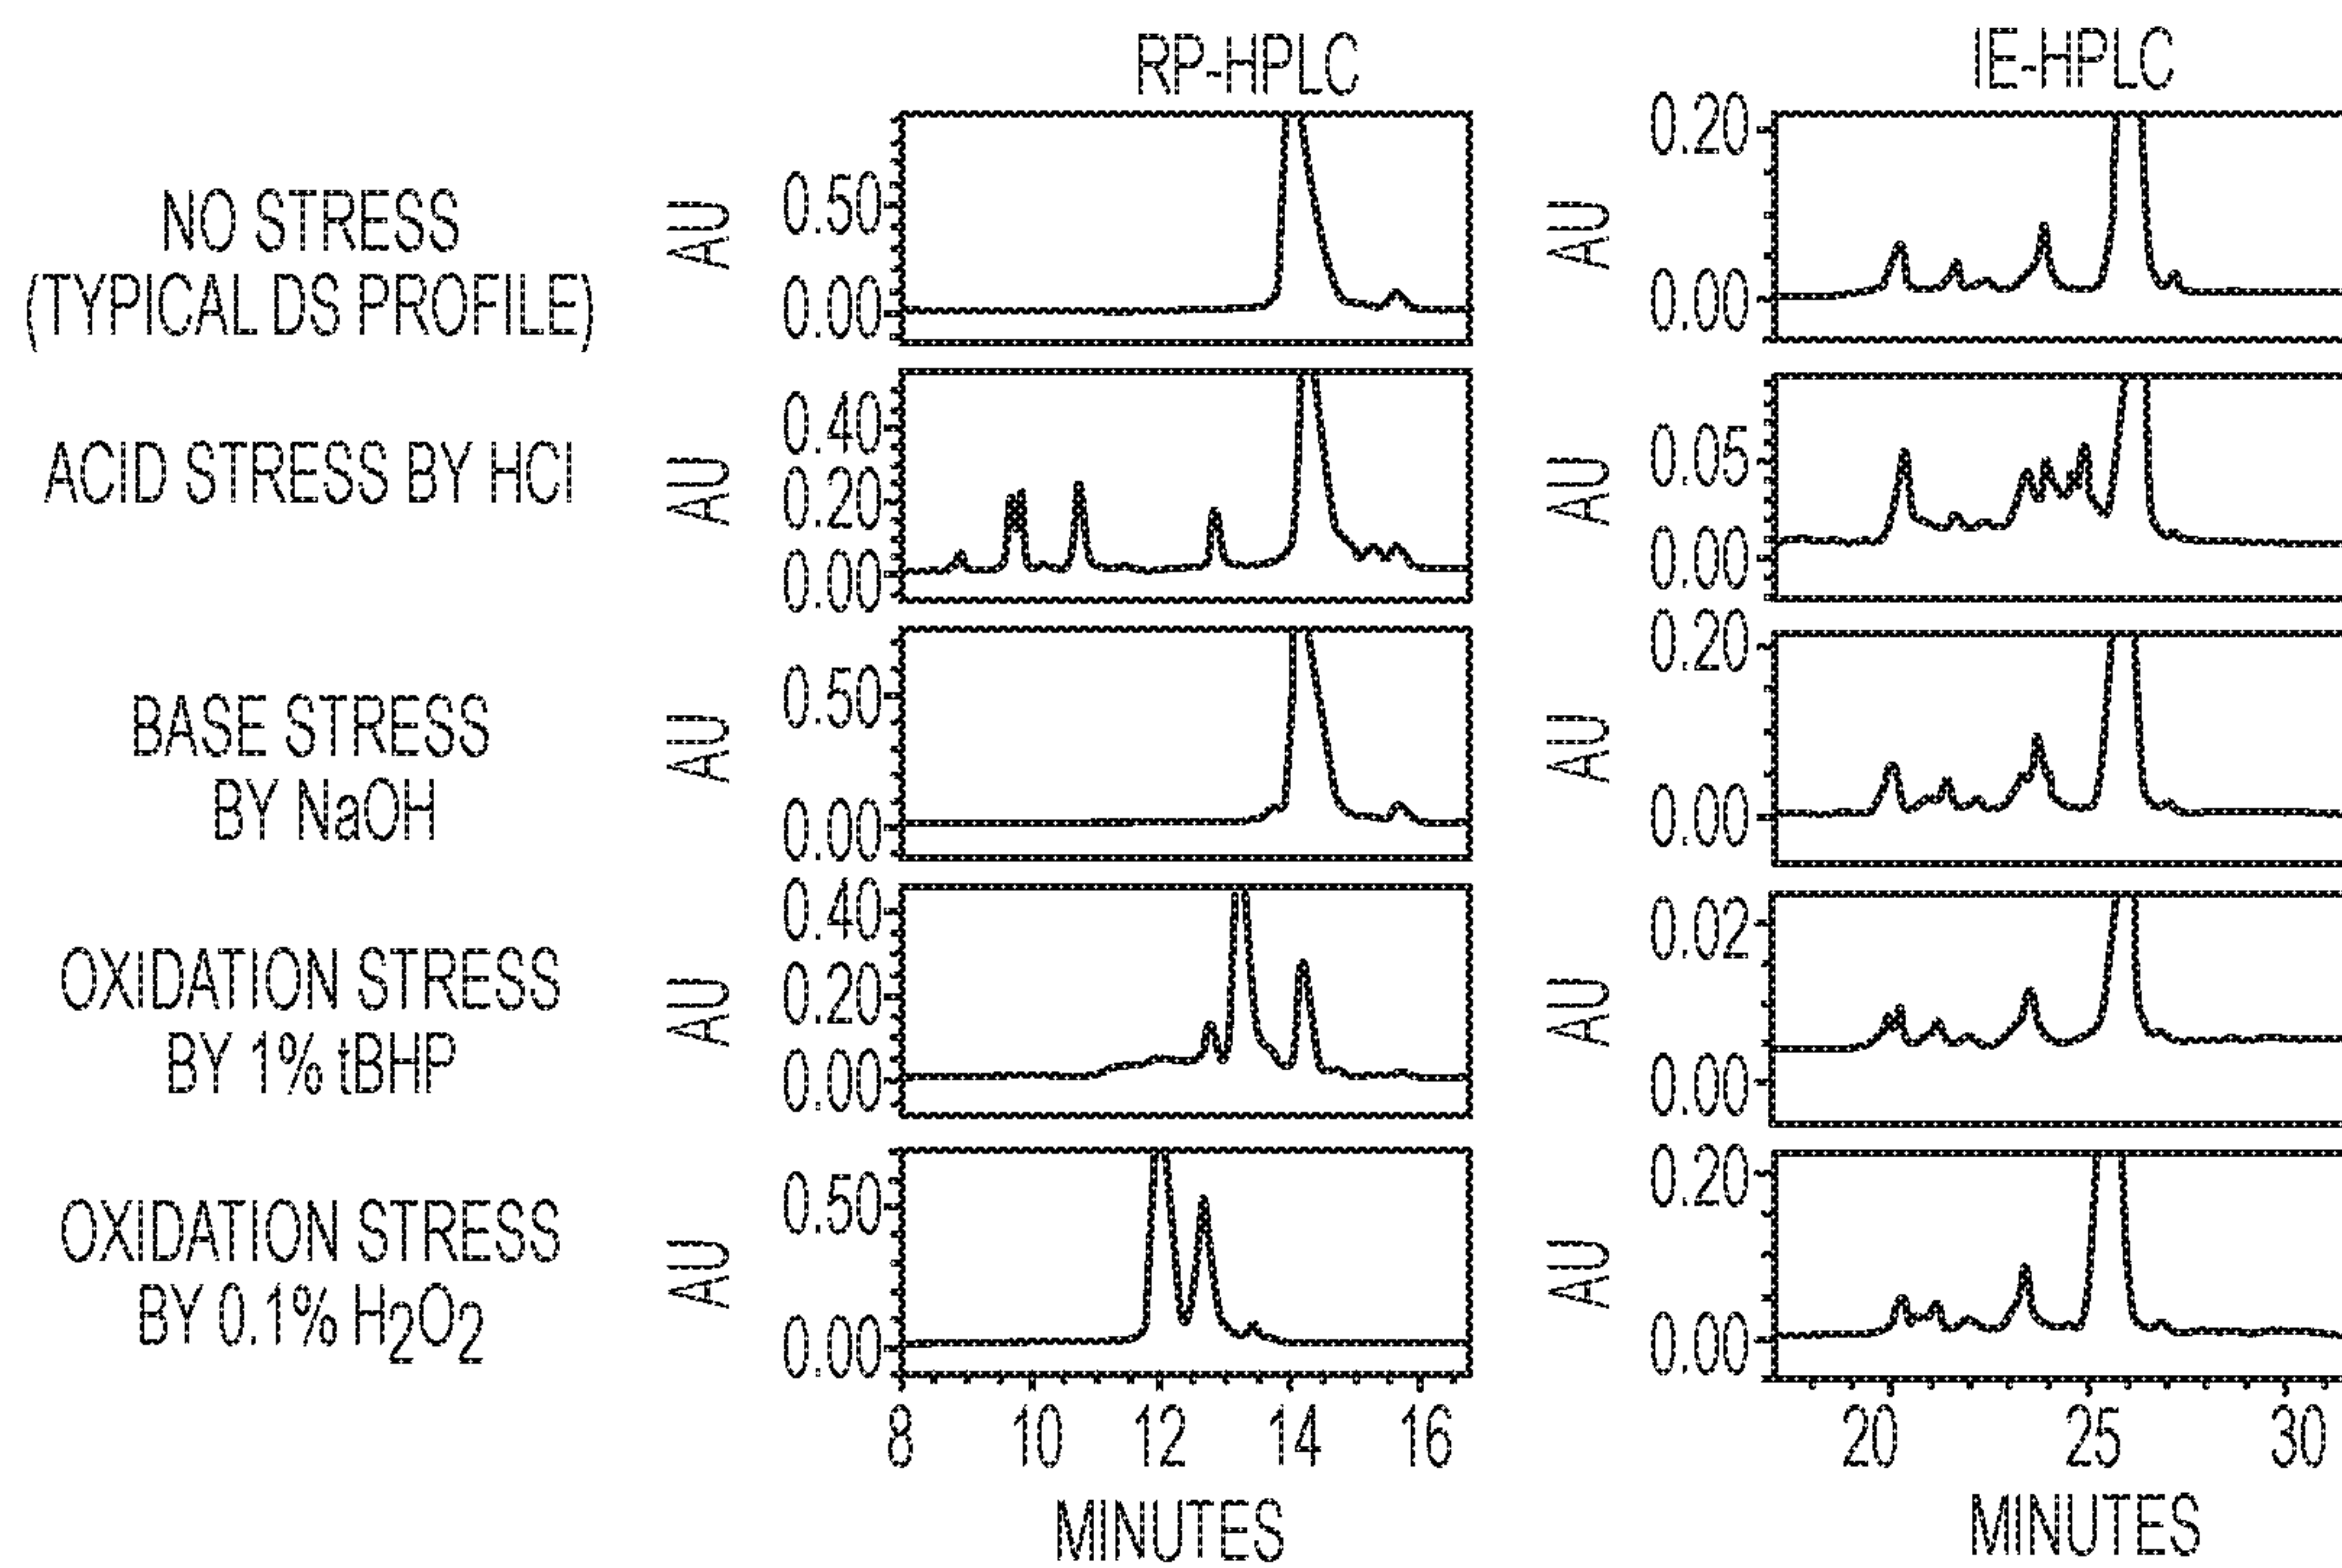 RP-HPLC
IE-HPLC
NO STRESS
(TYPICAL DS PROFILE)
AU
0.50
0.00
AU
0.20
0.00
ACID STRESS BY HCl
AU
0.40
0.20
0.00
AU
0.05
0.00
BASE STRESS
BY NaOH
AU
0.50
0.00
AU
0.20
0.00
OXIDATION STRESS
BY 1% tBHP
AU
0.40
0.20
0.00
AU
0.02
0.00
OXIDATION STRESS
BY 0.1% H2O2
AU
0.50
0.00
AU
0.20
0.00
8 10 12 14 16
20 25 30
MINUTES
MINUTES